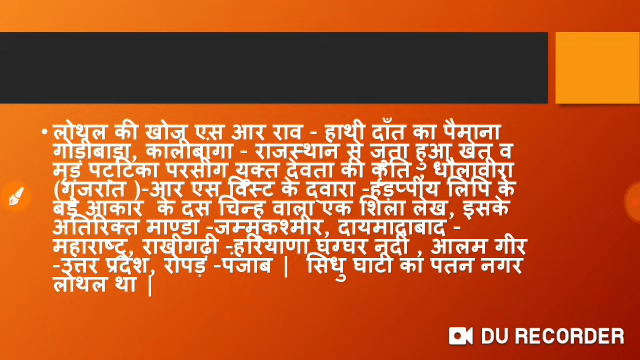 लोथल की खोज एस आर राव - हाथी दाँत का पैमाना
गोड़ीबाड़ा, कालीबांगा - राजस्थान से जुता हुआ खेत व
मृड पटटिका परसींग युक्त देवता की कृति , धौलावीरा
(गुजरात )-आर एस विस्ट के द्वारा -हड़प्पीय लिपि के
बड़े आकार के दस चिन्ह वाला एक शिला लेख, इसके
अतिरिक्त माण्डा -जम्मूकश्मीर, दायमाद्बाद -
महाराष्ट्र, राखीगढ़ी -हरियाणा घग्घर नदी , आलम गीर
-उत्तर प्रदेश, रोपड़ -पंजाब | सिंधु घाटी का पतन नगर
लोथल था |
DU RECORDER